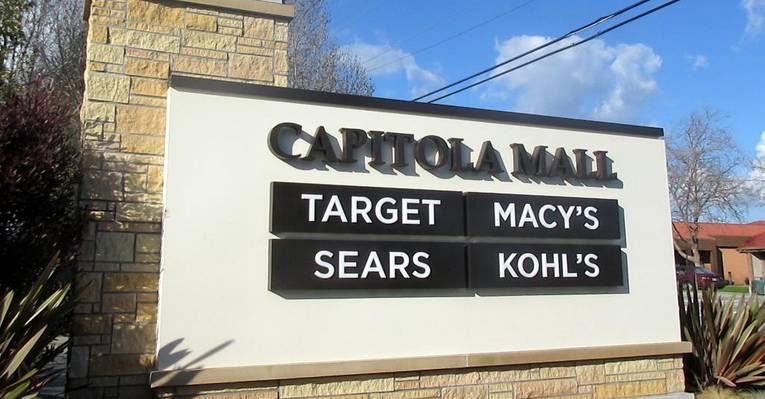 CAPITOLA MALL
TARGET MACY'S
SEARS KOHL'S